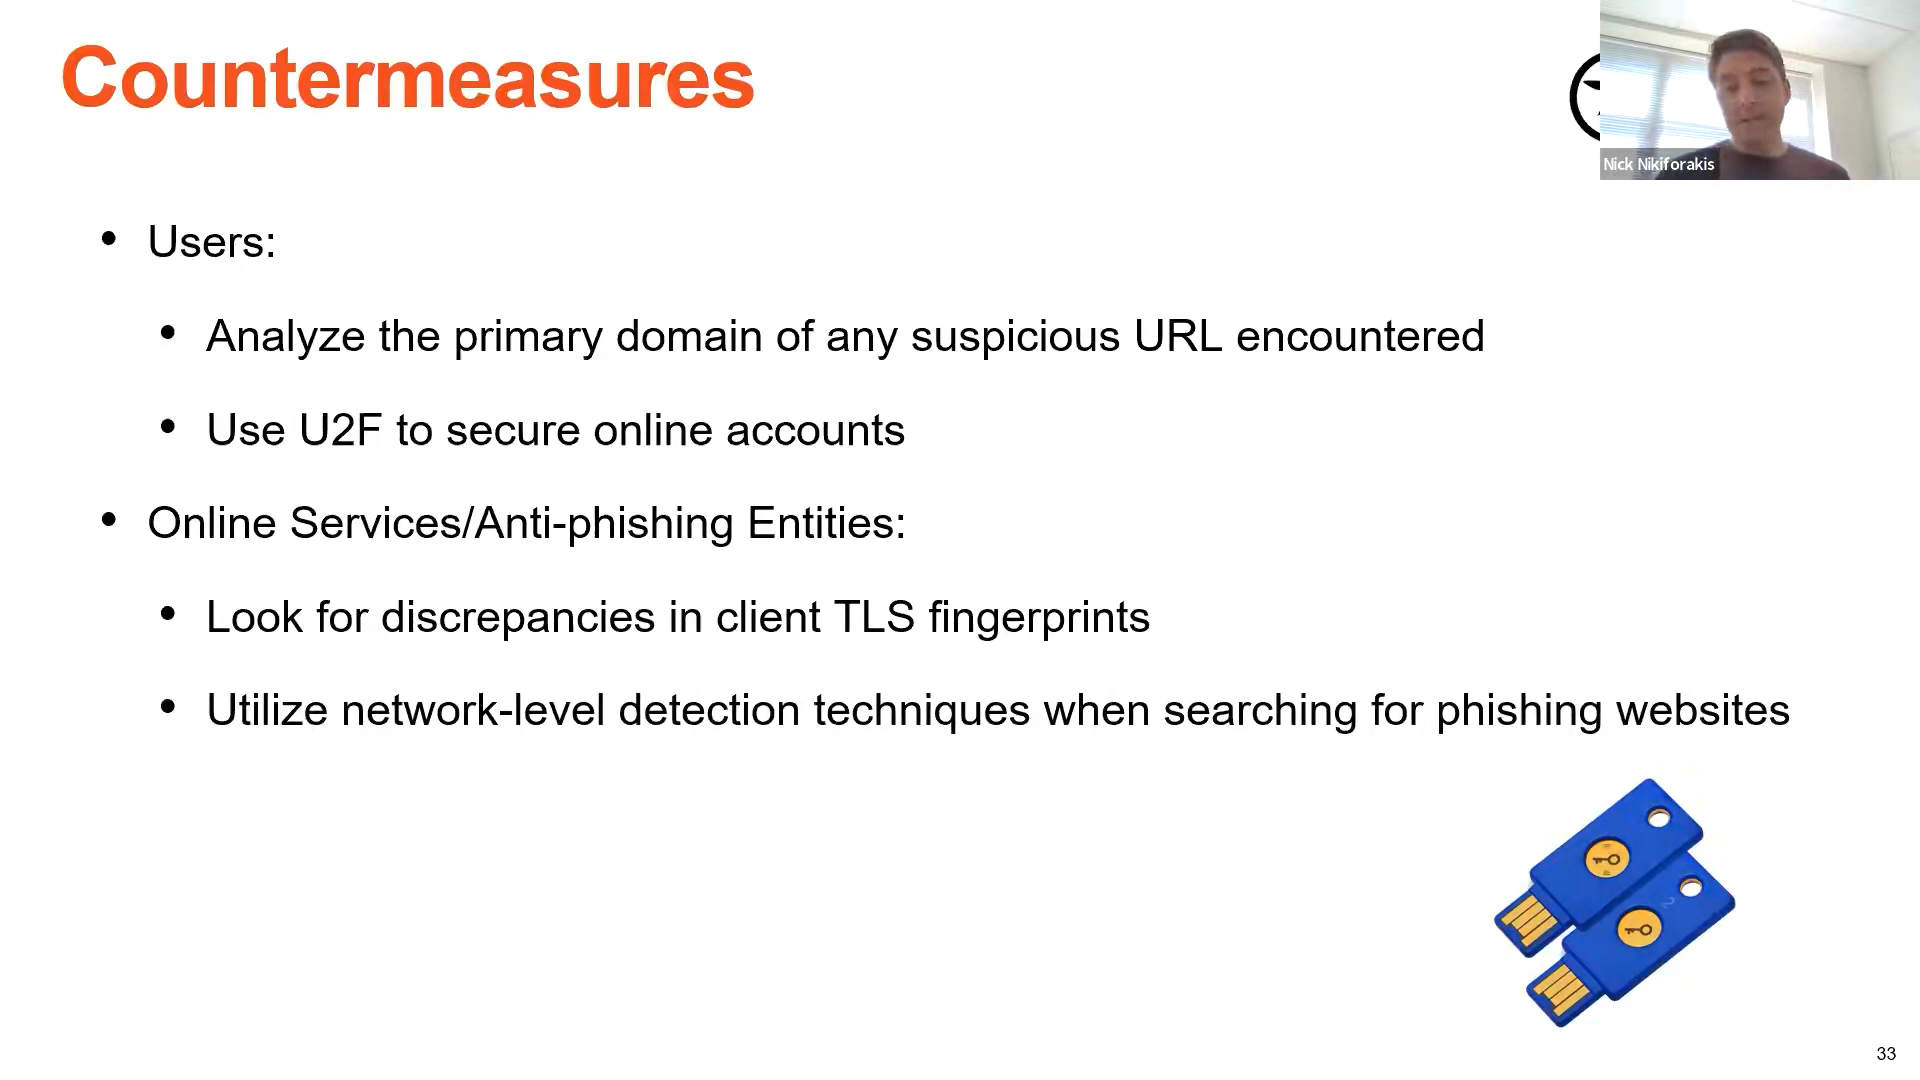 Countermeasures
Nick Nikiforakis
• Users:
• Analyze the primary domain of any suspicious URL encountered
• Use U2F to secure online accounts
• Online Services/Anti-phishing Entities:
• Look for discrepancies in client TLS fingerprints
• Utilize network-level detection techniques when searching for phishing websites
2
33